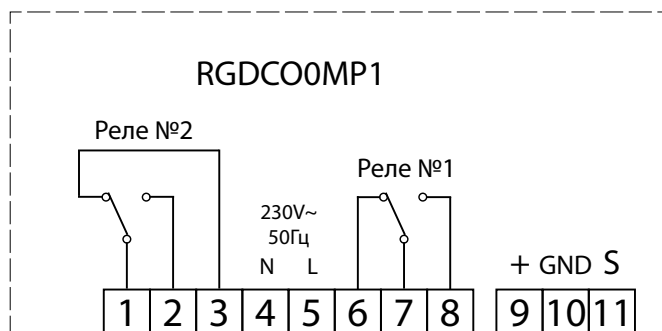 RGDCO0MP1
Реле №2
Реле №1
230V~
50Гц
N L
+ GND S
1 2 3 4 5 6 7 8 9 10 11